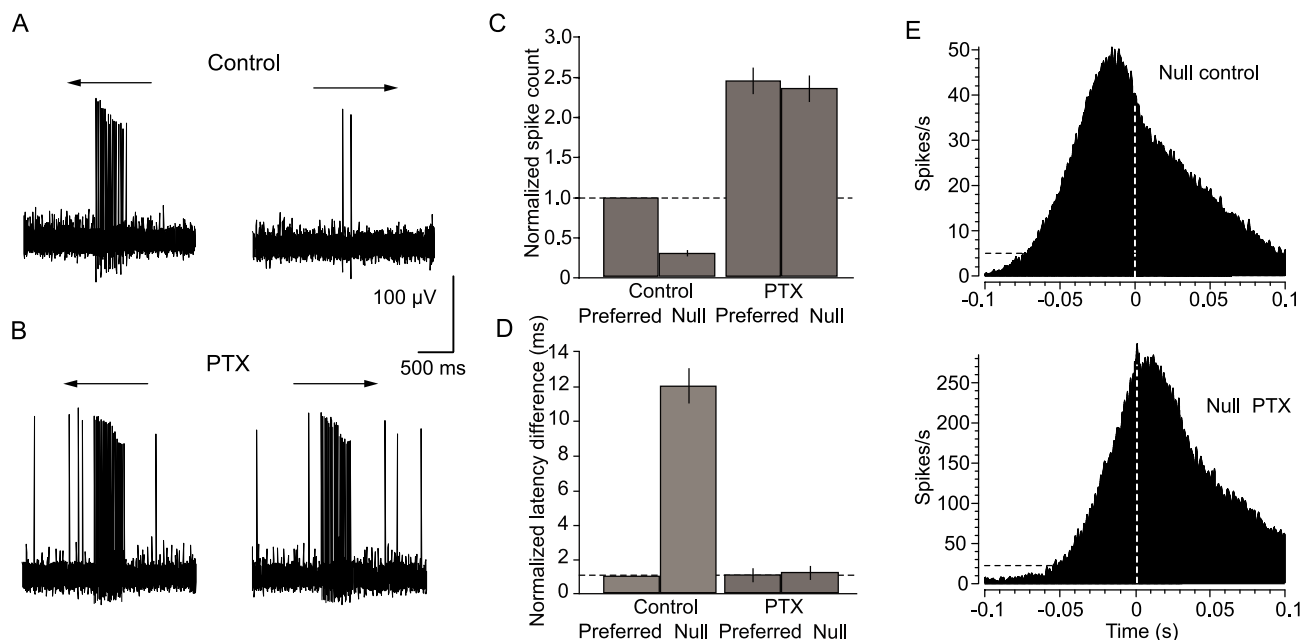 A
Control
100 µV
500 ms
B
PTX
C
Normalized spike count
3.0
2.5
2.0
1.5
1.0
0.5
0
Control PTX
Preferred Null Preferred Null
D
Normalized latency difference (ms)
14
12
10
8
6
4
2
0
Control PTX
Preferred Null Preferred Null
E
Null control
Spikes/s
50
40
30
20
10
0
-0.1 -0.05 0 0.05 0.1
Null PTX
Spikes/s
250
200
150
100
50
0
-0.1 -0.05 0 0.05 0.1
Time (s)